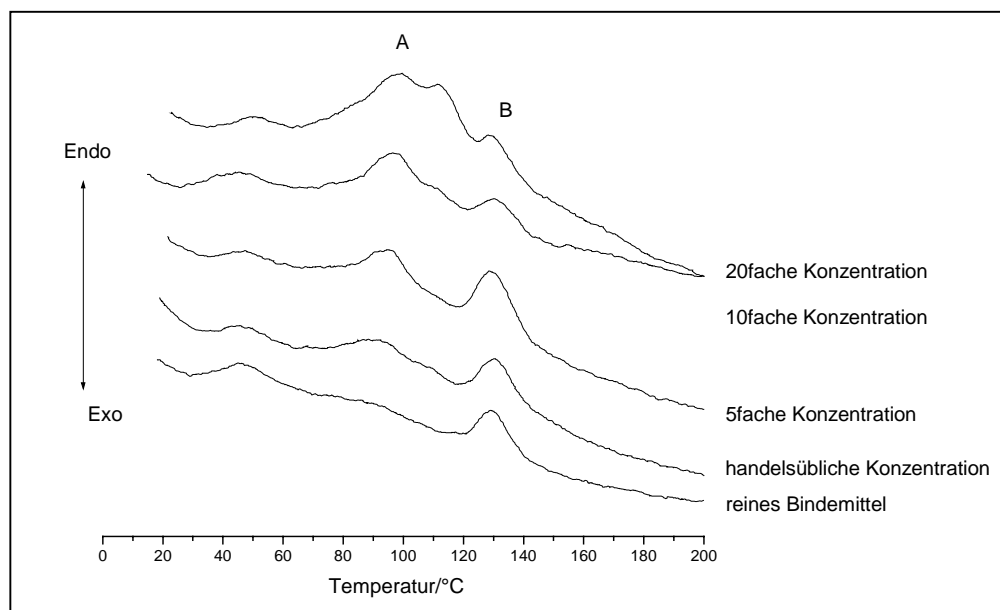 A
B
Endo
Exo
20fache Konzentration
10fache Konzentration
5fache Konzentration
handelsübliche Konzentration
reines Bindemittel
0 20 40 60 80 100 120 140 160 180 200
Temperatur/°C